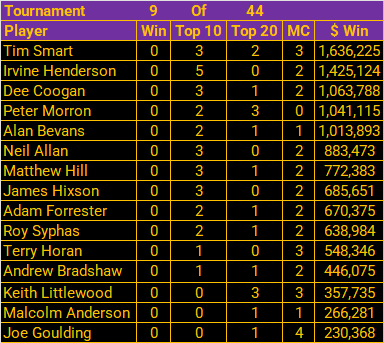 Tournament 9 Of 44
Player Win Top 10 Top 20 MC $ Win
Tim Smart 0 3 2 3 1,636,225
Irvine Henderson 0 5 0 2 1,425,124
Dee Coogan 0 3 1 2 1,063,788
Peter Morron 0 2 3 0 1,041,115
Alan Bevans 0 2 1 1 1,013,893
Neil Allan 0 3 0 2 883,473
Matthew Hill 0 3 1 2 772,383
James Hixson 0 3 0 2 685,651
Adam Forrester 0 2 1 2 670,375
Roy Syphas 0 2 1 2 638,984
Terry Horan 0 1 0 3 548,346
Andrew Bradshaw 0 1 1 2 446,075
Keith Littlewood 0 0 3 3 357,735
Malcolm Anderson 0 0 1 1 266,281
Joe Goulding 0 0 1 4 230,368